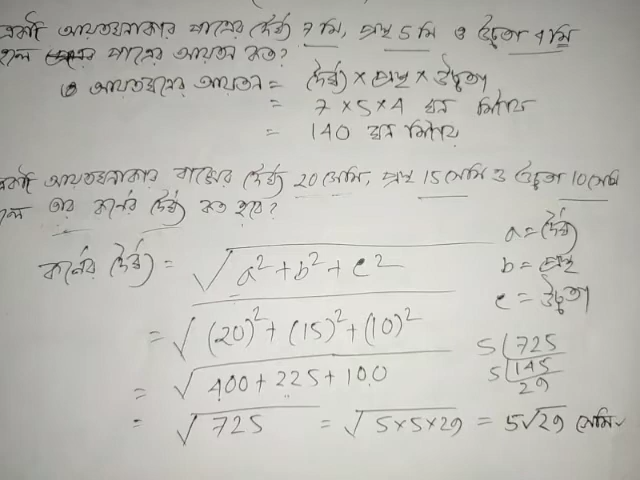 একটি আয়তঘনাকার পাত্রের দৈর্ঘ্য 7 মি, প্রস্থ 5 মি ও উচ্চতা 4 মি
হলে পাত্রের আয়তন কত?
আয়তঘনের আয়তন = দৈর্ঘ্য × প্রস্থ × উচ্চতা
= 7 × 5 × 4 ঘন মিটার
= 140 ঘন মিটার
একটি আয়তঘনাকার বাক্সের দৈর্ঘ্য 20 সেমি, প্রস্থ 15 সেমি ও উচ্চতা 10 সেমি
হলে তার কর্ণের দৈর্ঘ্য কত হবে?
কর্ণের দৈর্ঘ্য = √a² + b² + c²
a = দৈর্ঘ্য
b = প্রস্থ
c = উচ্চতা
= √(20)² + (15)² + (10)²
= √400 + 225 + 100
5 | 725
5 | 145
29
= √725 = √5×5×29 = 5√29 সেমি